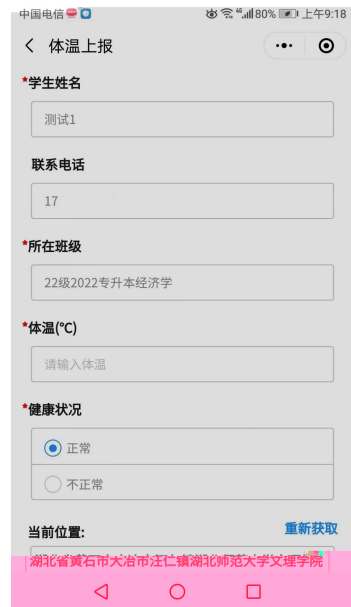 中国电信 80% 上午9:18
体温上报
*学生姓名
测试1
联系电话
17
*所在班级
22级2022专升本经济学
*体温(℃)
请输入体温
*健康状况
正常
不正常
当前位置: 重新获取
湖北省黄石市大冶市汪仁镇湖北师范大学文理学院